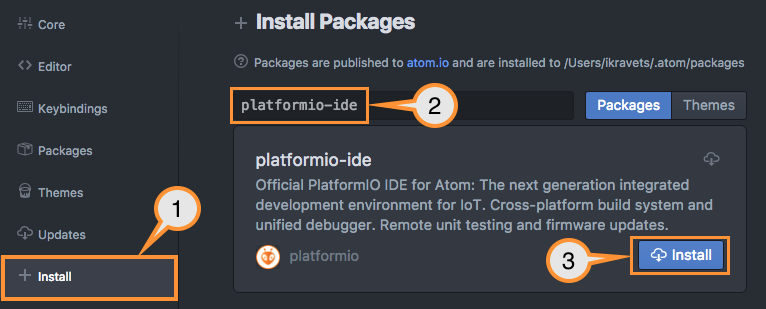 Core
Editor
Keybindings
Packages
Themes
Updates
Install
1
Install Packages
Packages are published to atom.io and are installed to /Users/ikravets/.atom/packages
platformio-ide
2
Packages
Themes
platformio-ide
Official PlatformIO IDE for Atom: The next generation integrated
development environment for IoT. Cross-platform build system and
unified debugger. Remote unit testing and firmware updates.
platformio
3
Install